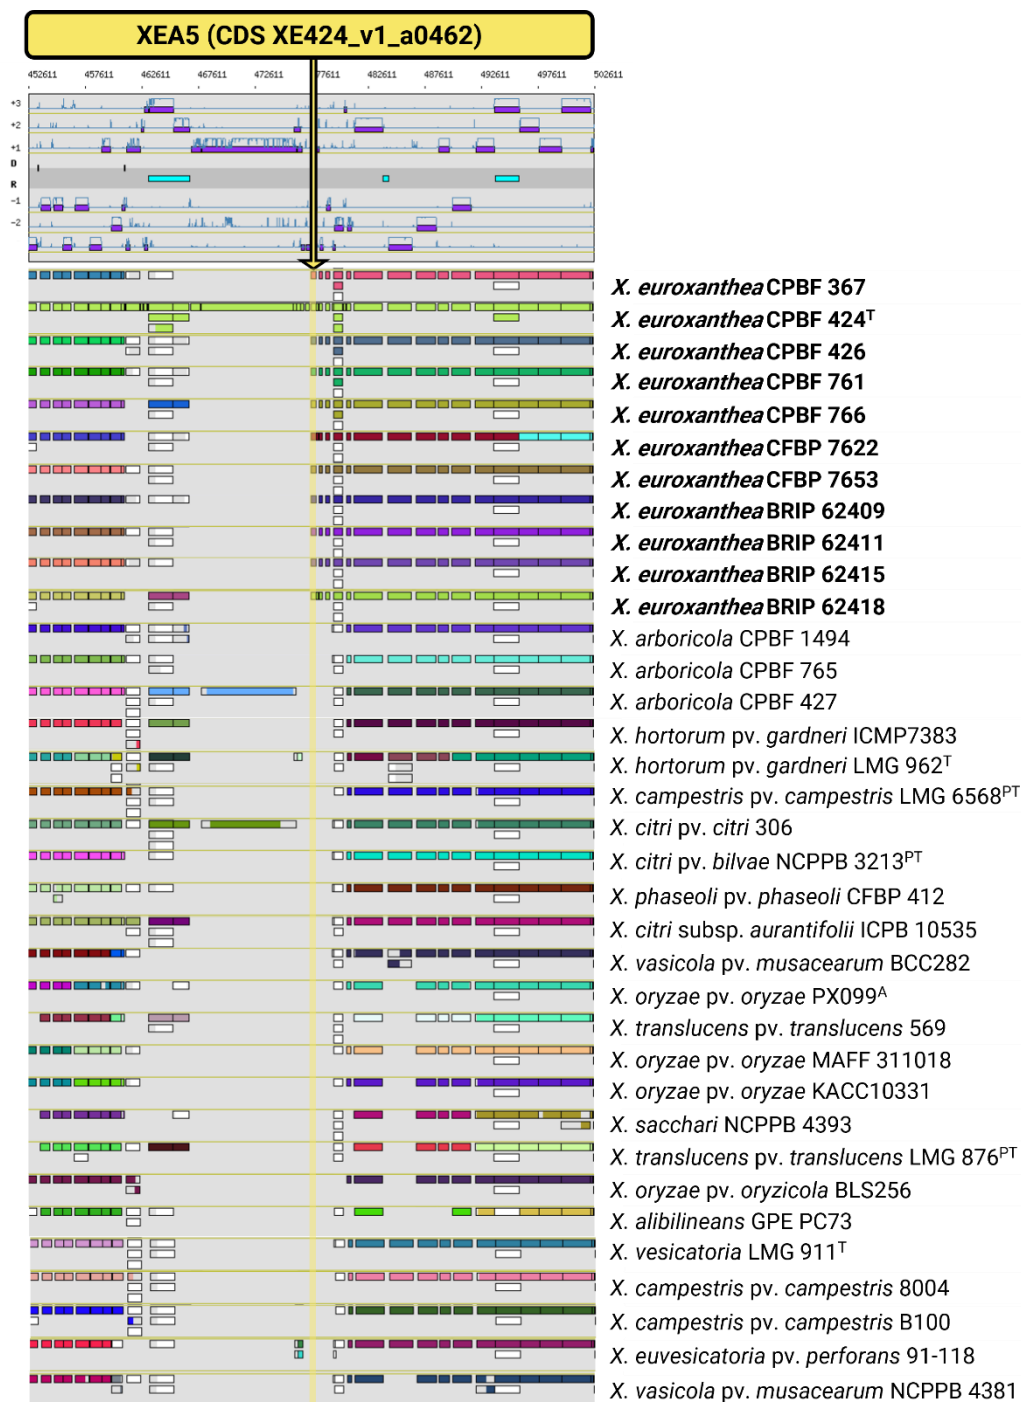 XEA5 (CDS XE424_v1_a0462)
452611 457611 462611 467611 472611 77611 482611 487611 492611 497611 502611
+3
+2
+1
D
R
-1
-2
X. euroxanthea CPBF 367
X. euroxanthea CPBF 424ᵀ
X. euroxanthea CPBF 426
X. euroxanthea CPBF 761
X. euroxanthea CPBF 766
X. euroxanthea CFBP 7622
X. euroxanthea CFBP 7653
X. euroxanthea BRIP 62409
X. euroxanthea BRIP 62411
X. euroxanthea BRIP 62415
X. euroxanthea BRIP 62418
X. arboricola CPBF 1494
X. arboricola CPBF 765
X. arboricola CPBF 427
X. hortorum pv. gardneri ICMP7383
X. hortorum pv. gardneri LMG 962ᵀ
X. campestris pv. campestris LMG 6568ᴾᵀ
X. citri pv. citri 306
X. citri pv. bilvae NCPPB 3213ᴾᵀ
X. phaseoli pv. phaseoli CFBP 412
X. citri subsp. aurantifolii ICPB 10535
X. vasicola pv. musacearum BCC282
X. oryzae pv. oryzae PX099ᴬ
X. translucens pv. translucens 569
X. oryzae pv. oryzae MAFF 311018
X. oryzae pv. oryzae KACC10331
X. sacchari NCPPB 4393
X. translucens pv. translucens LMG 876ᴾᵀ
X. oryzae pv. oryzicola BLS256
X. alibilineans GPE PC73
X. vesicatoria LMG 911ᵀ
X. campestris pv. campestris 8004
X. campestris pv. campestris B100
X. euvesicatoria pv. perforans 91-118
X. vasicola pv. musacearum NCPPB 4381